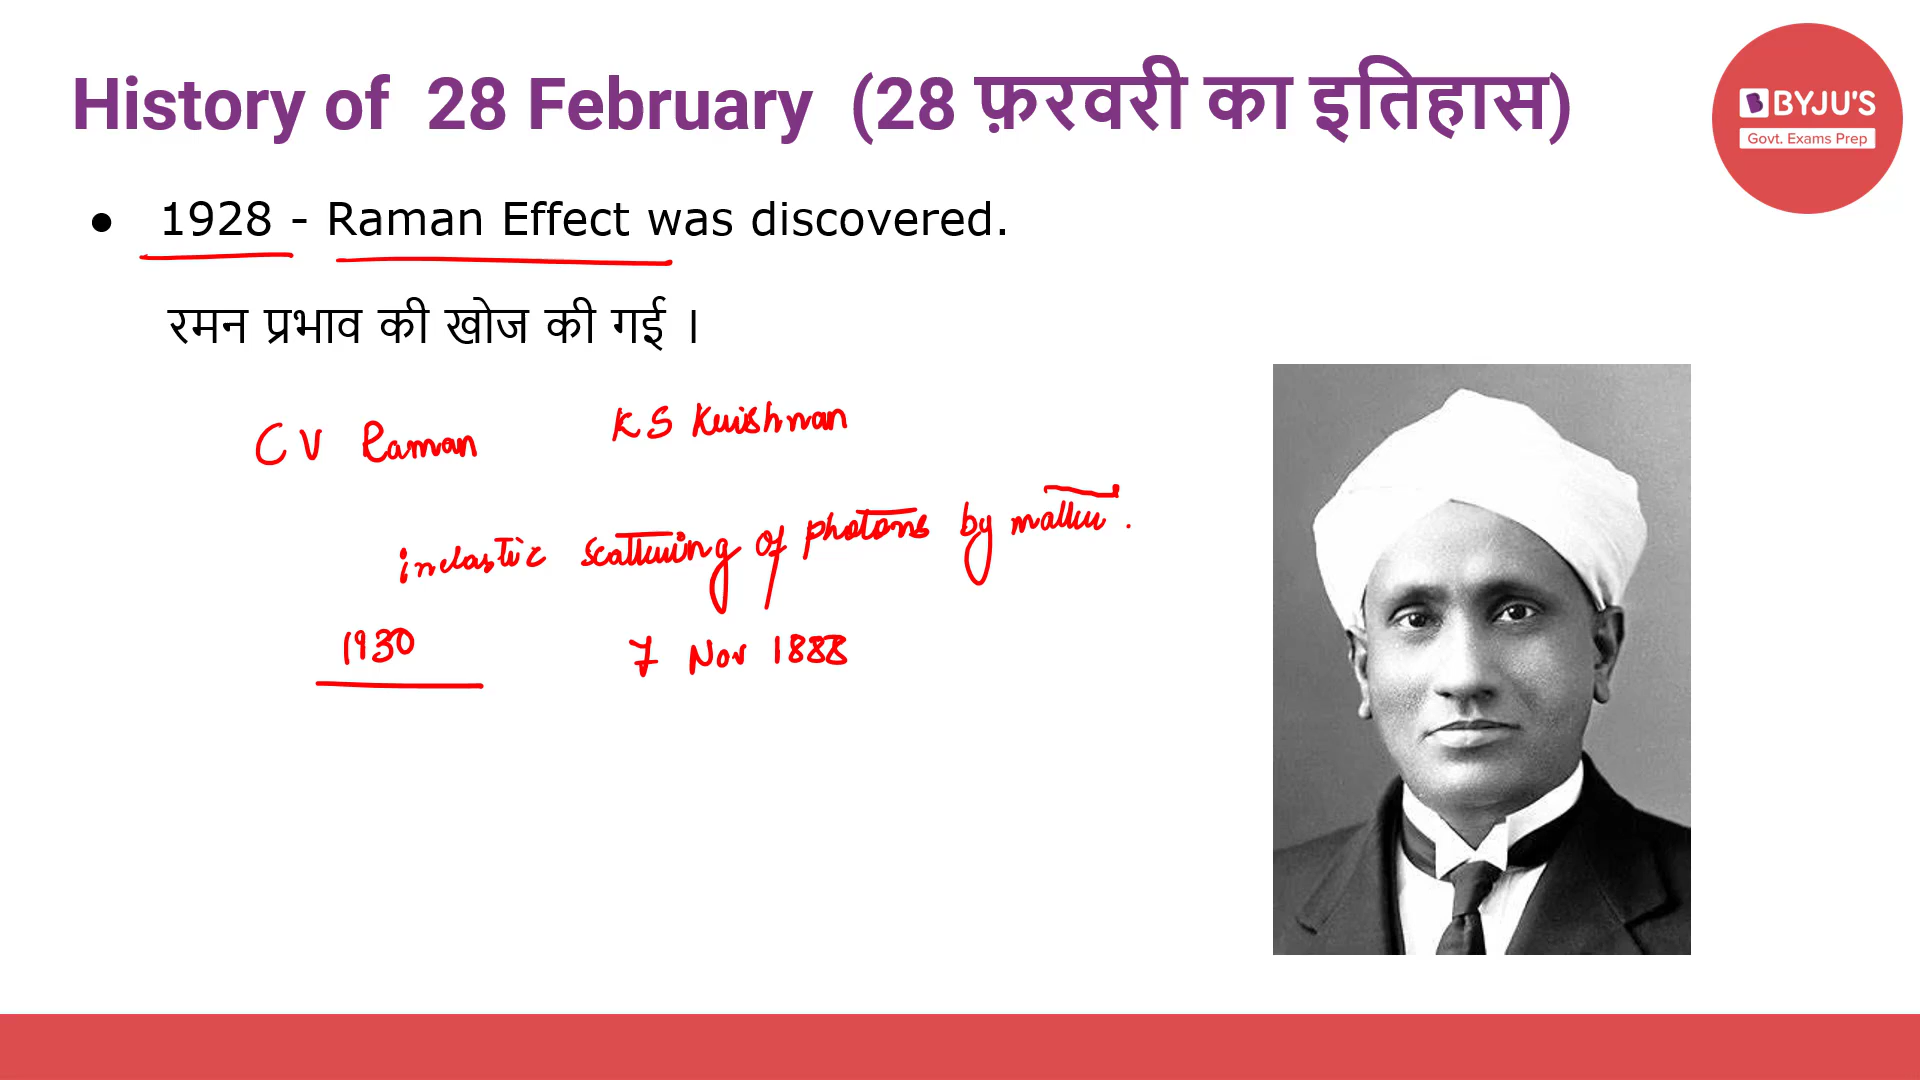 History of 28 February (28 फ़रवरी का इतिहास)
BYJU'S
Govt. Exams Prep
● 1928 - Raman Effect was discovered.
रमन प्रभाव की खोज की गई ।
C V Raman K S Krishnan
inelastic scattering of photons by matter.
1930 7 Nov 1888